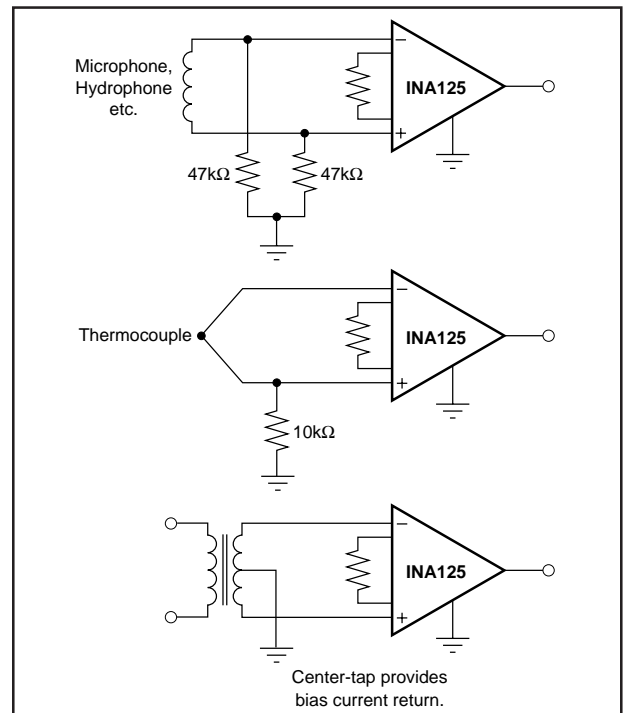 Microphone,
Hydrophone
etc.
−
INA125
+
47kΩ
47kΩ
−
Thermocouple
INA125
+
10kΩ
−
INA125
+
Center-tap provides
bias current return.